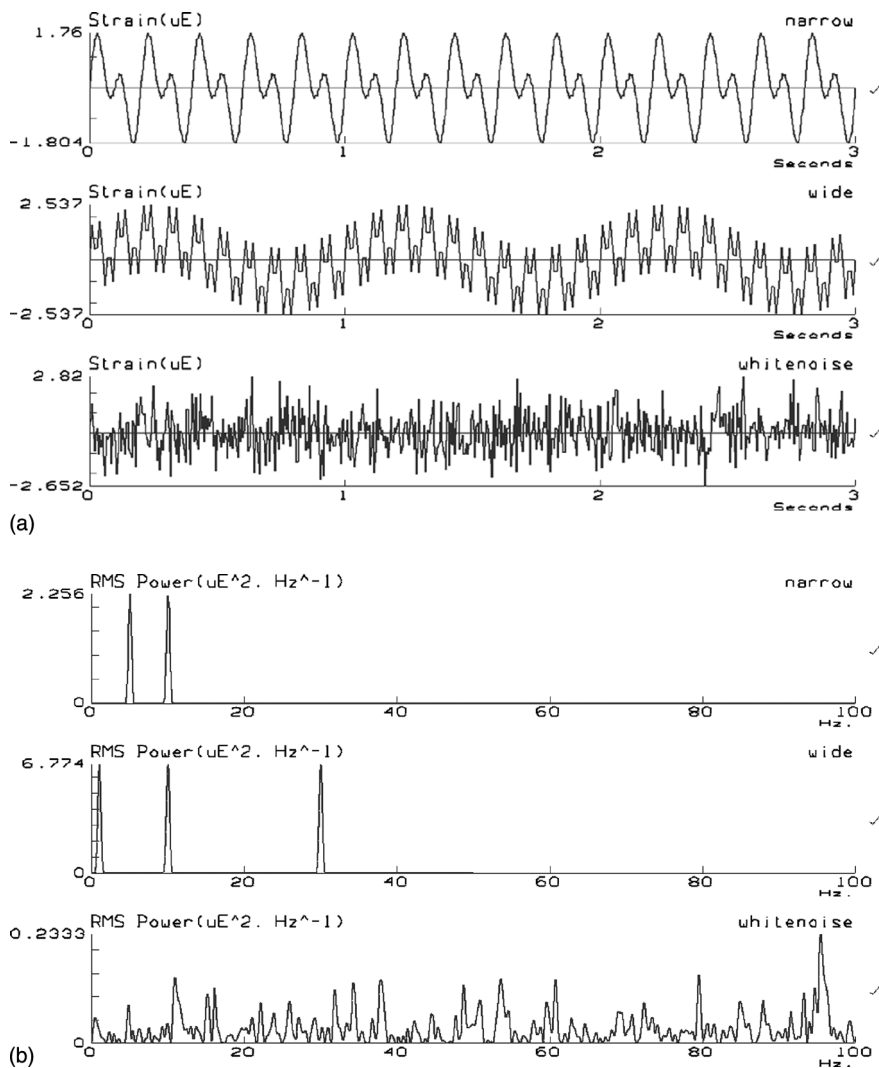 Strain(uE) narrow
1.76
-1.804
0 1 2 3
Seconds
Strain(uE) wide
2.537
-2.537
0 1 2 3
Seconds
Strain(uE) whitenoise
2.82
-2.652
0 1 2 3
Seconds
(a)
RMS Power(uE^2. Hz^-1) narrow
2.256
0
0 20 40 60 80 100
Hz.
RMS Power(uE^2. Hz^-1) wide
6.774
0
0 20 40 60 80 100
Hz.
RMS Power(uE^2. Hz^-1) whitenoise
0.2333
0
0 20 40 60 80 100
Hz.
(b)